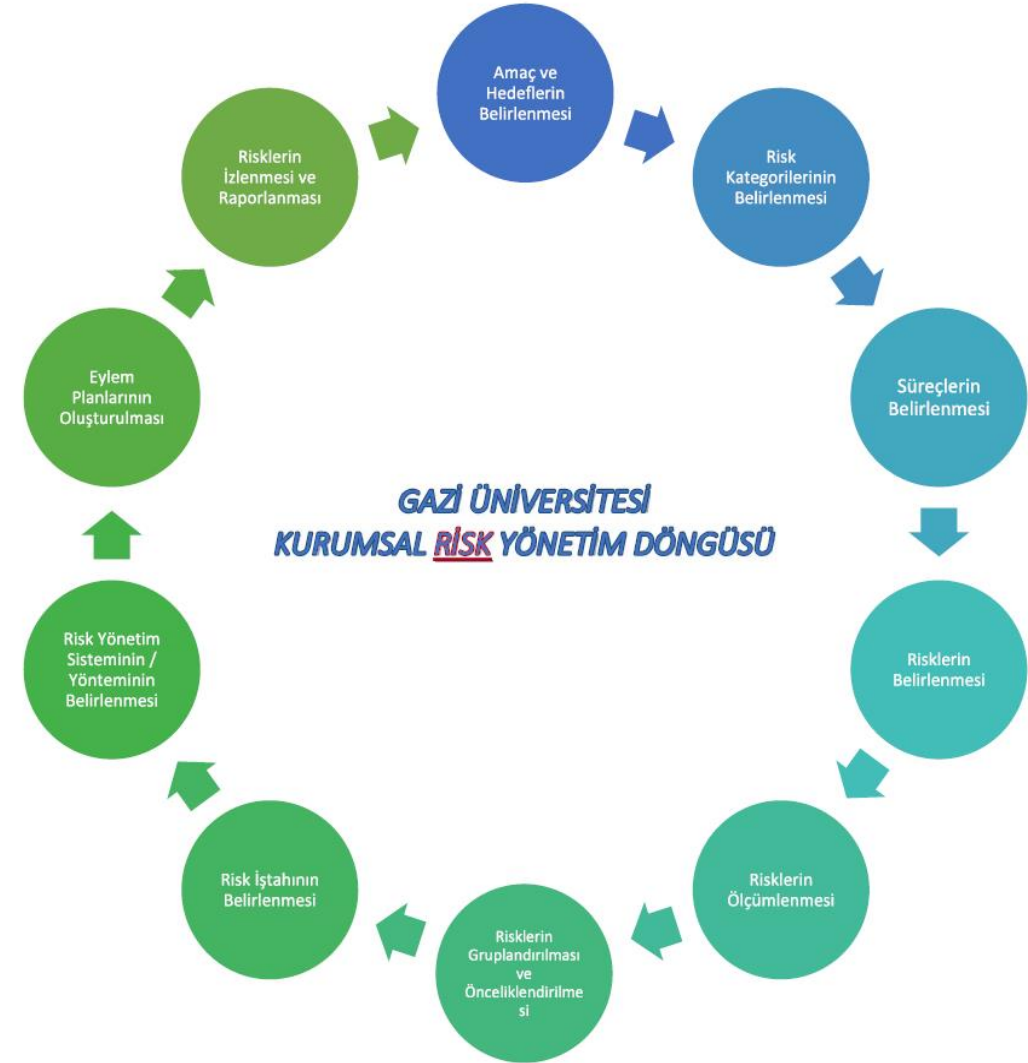 Amaç ve
Hedeflerin
Belirlenmesi
Risk
Kategorilerinin
Belirlenmesi
Süreçlerin
Belirlenmesi
Risklerin
Belirlenmesi
Risklerin
Ölçümlenmesi
Risklerin
Gruplandırılması
ve
Önceliklendirilme
si
Risk İştahının
Belirlenmesi
Risk Yönetim
Sisteminin /
Yönteminin
Belirlenmesi
Eylem
Planlarının
Oluşturulması
Risklerin
İzlenmesi ve
Raporlanması
GAZİ ÜNİVERSİTESİ
KURUMSAL RİSK YÖNETİM DÖNGÜSÜ